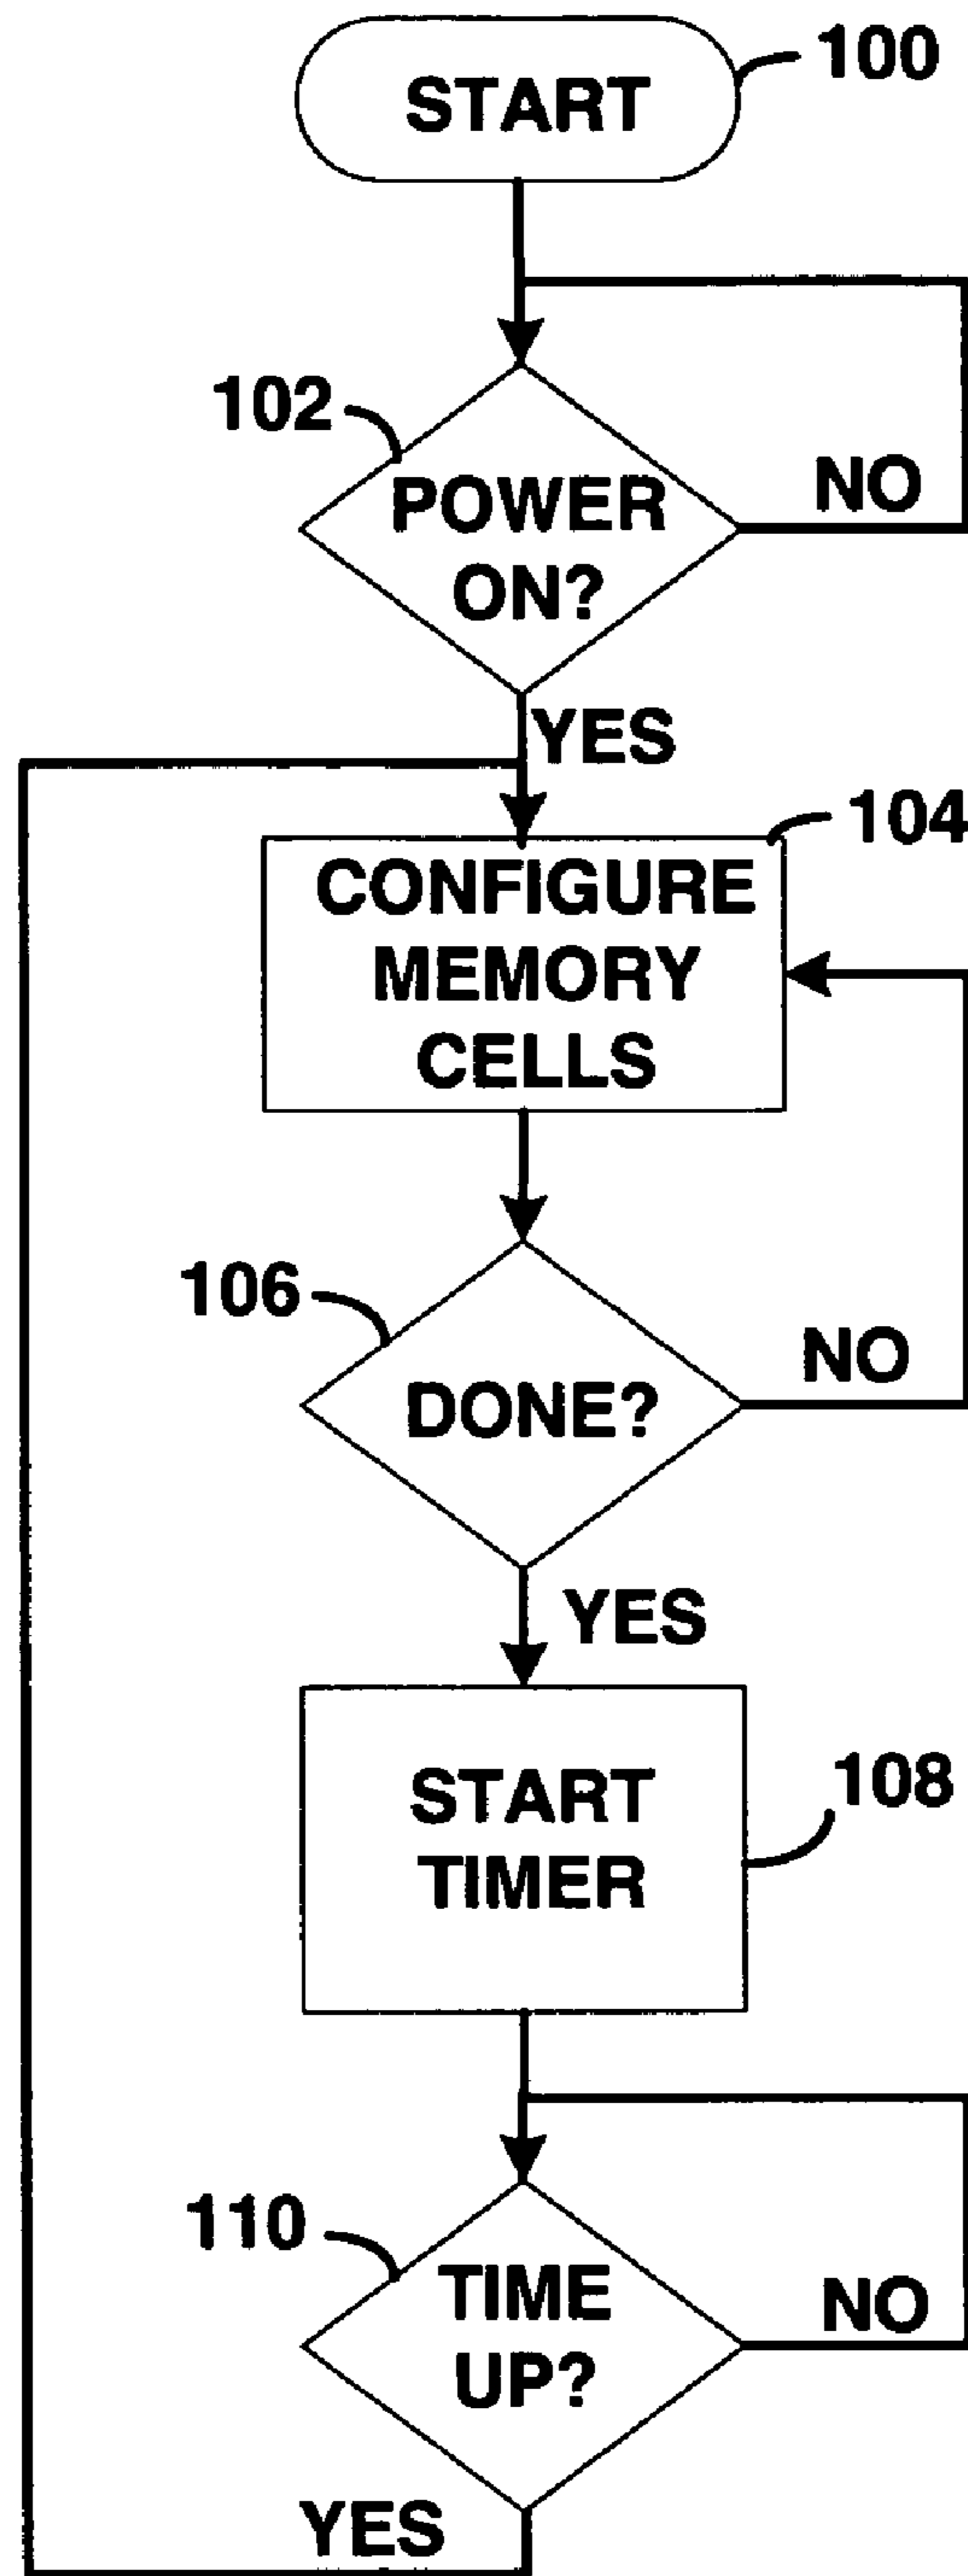 START
100
102
POWER
ON?
NO
YES
104
CONFIGURE
MEMORY
CELLS
106
DONE?
NO
YES
START
TIMER
108
110
TIME
UP?
NO
YES